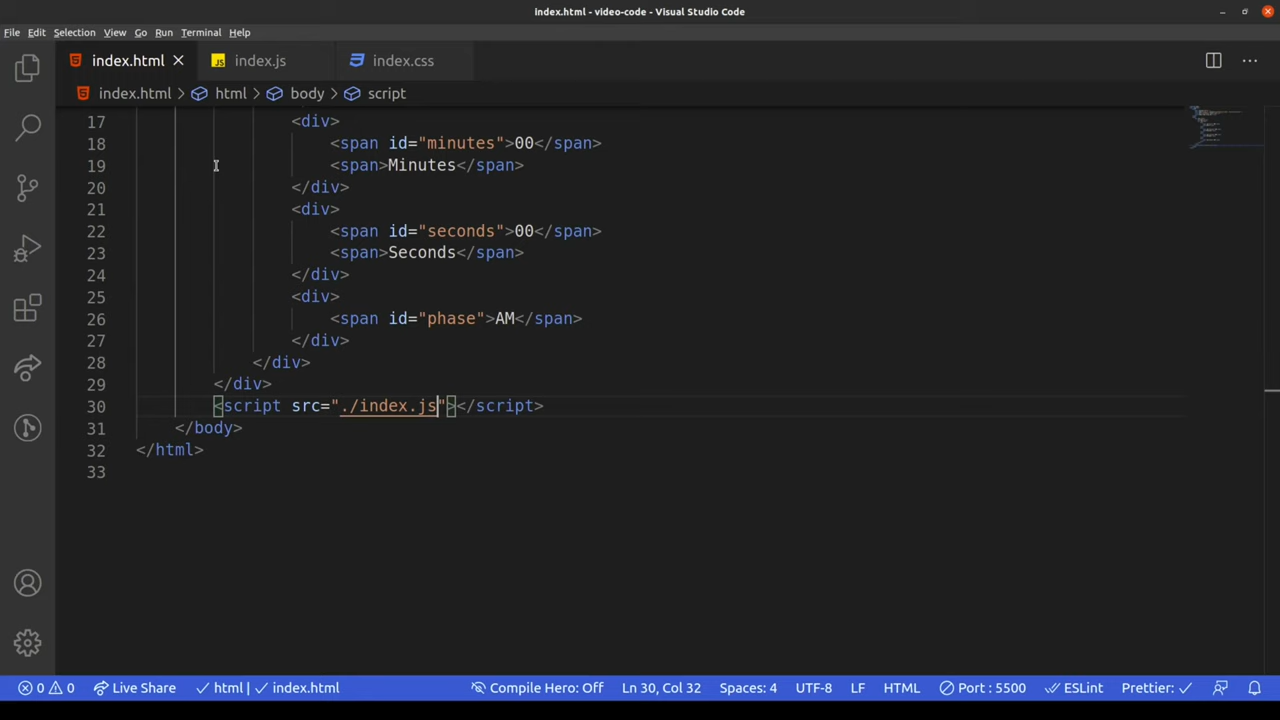 index.html - video-code - Visual Studio Code
File Edit Selection View Go Run Terminal Help
index.html index.js index.css
index.html > html > body > script
17 <div>
18 <span id="minutes">00</span>
19 <span>Minutes</span>
20 </div>
21 <div>
22 <span id="seconds">00</span>
23 <span>Seconds</span>
24 </div>
25 <div>
26 <span id="phase">AM</span>
27 </div>
28 </div>
29 </div>
30 <script src="./index.js"></script>
31 </body>
32 </html>
33
0 0 Live Share html | index.html Compile Hero: Off Ln 30, Col 32 Spaces: 4 UTF-8 LF HTML Port : 5500 ESLint Prettier: